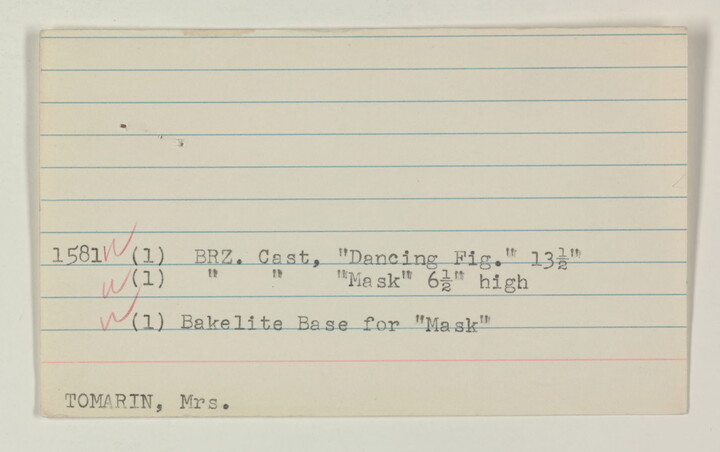 1581 (1) BRZ. Cast, "Dancing Fig." 13½"
(1) " " "Mask" 6½" high
(1) Bakelite Base for "Mask"
TOMARIN, Mrs.